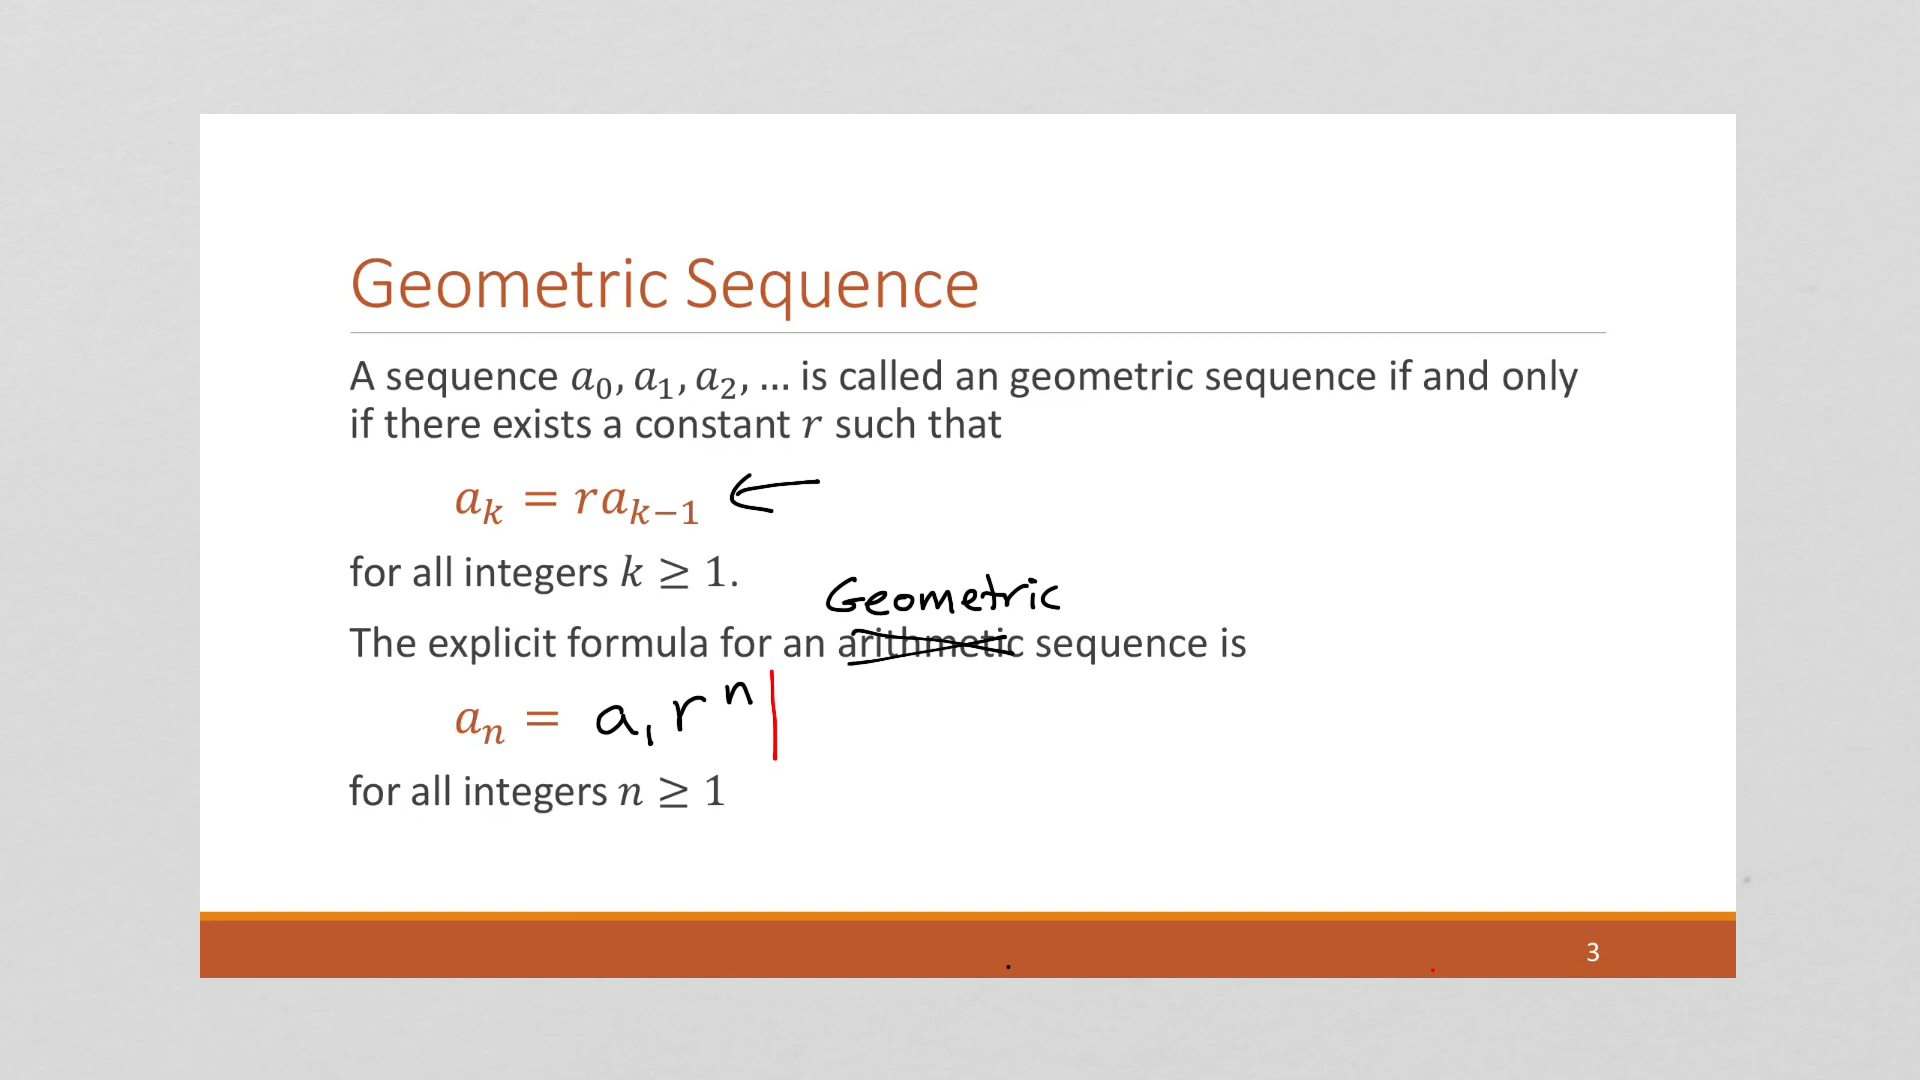 Geometric Sequence
A sequence a₀, a₁, a₂, ... is called an geometric sequence if and only
if there exists a constant r such that
aₖ = raₖ₋₁ ←
for all integers k ≥ 1.
Geometric
The explicit formula for an arithmetic sequence is
aₙ = a₁rⁿ|
for all integers n ≥ 1
3